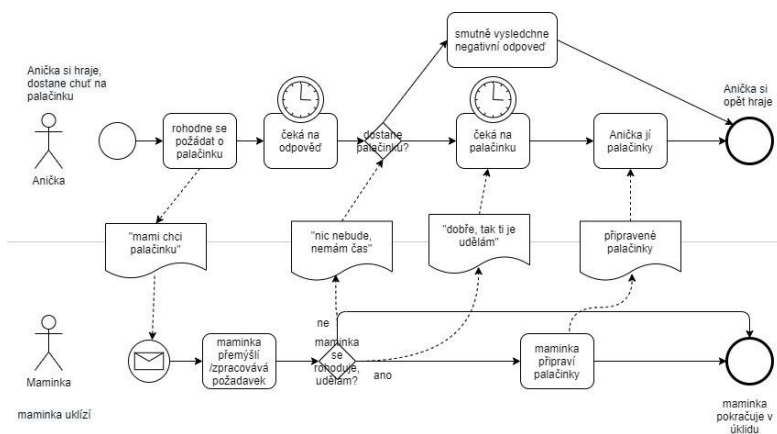 smutně vysledchne
negativní odpoveď
Anička si hraje,
dostane chuť na
palačinku
Anička si
opět hraje
rohodne se
požádat o
palačinku
čeká na
odpověď
dostane
palačinku?
čeká na
palačinku
Anička jí
palačinky
Anička
"mami chci
palačinku"
"nic nebude,
nemám čas"
"dobře, tak ti je
udělám"
připravené
palačinky
ne
maminka
přemýšlí
/zpracovává
požadavek
maminka
se
rohoduje,
udělám?
ano
maminka
připraví
palačinky
Maminka
maminka uklízí
maminka
pokračuje v
úklidu